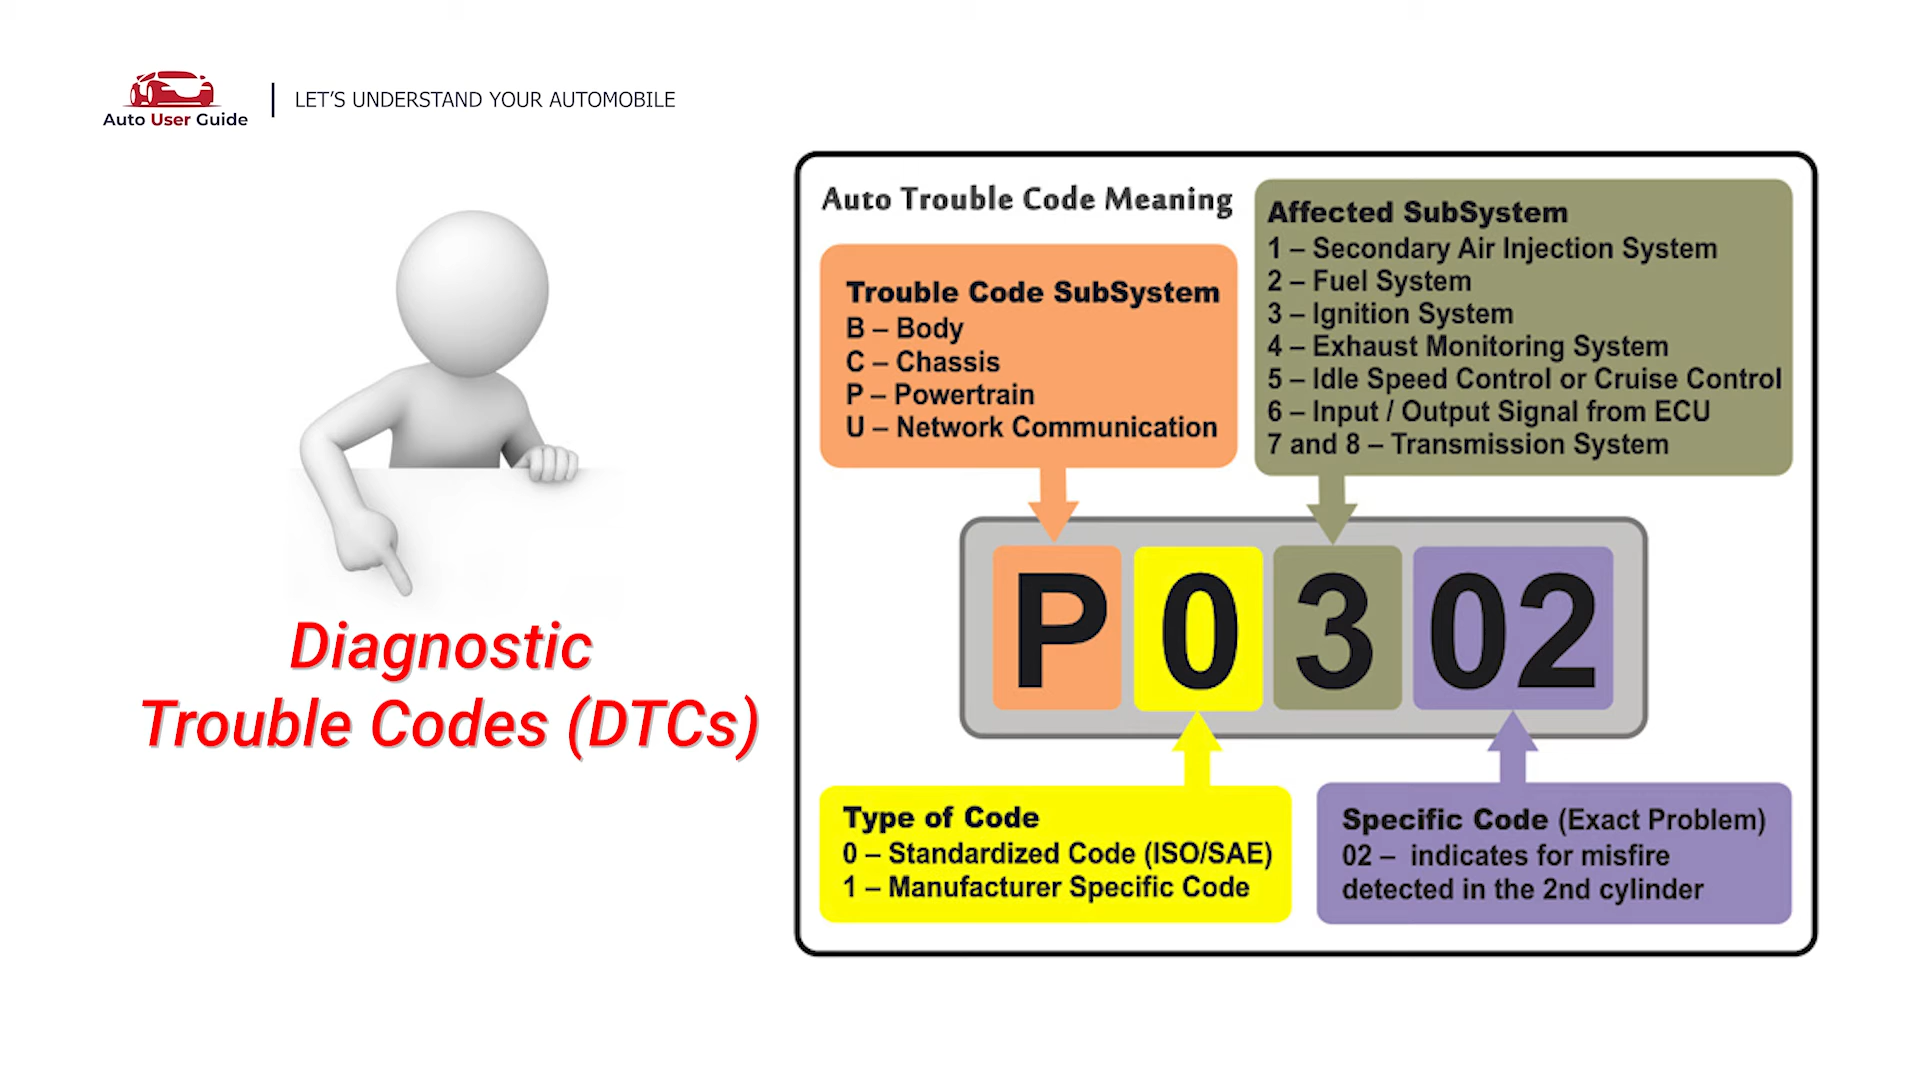 Auto User Guide
LET'S UNDERSTAND YOUR AUTOMOBILE
Diagnostic
Trouble Codes (DTCs)
Auto Trouble Code Meaning
Trouble Code SubSystem
B – Body
C – Chassis
P – Powertrain
U – Network Communication
Affected SubSystem
1 – Secondary Air Injection System
2 – Fuel System
3 – Ignition System
4 – Exhaust Monitoring System
5 – Idle Speed Control or Cruise Control
6 – Input / Output Signal from ECU
7 and 8 – Transmission System
P 0 3 02
Type of Code
0 – Standardized Code (ISO/SAE)
1 – Manufacturer Specific Code
Specific Code (Exact Problem)
02 – indicates for misfire
detected in the 2nd cylinder